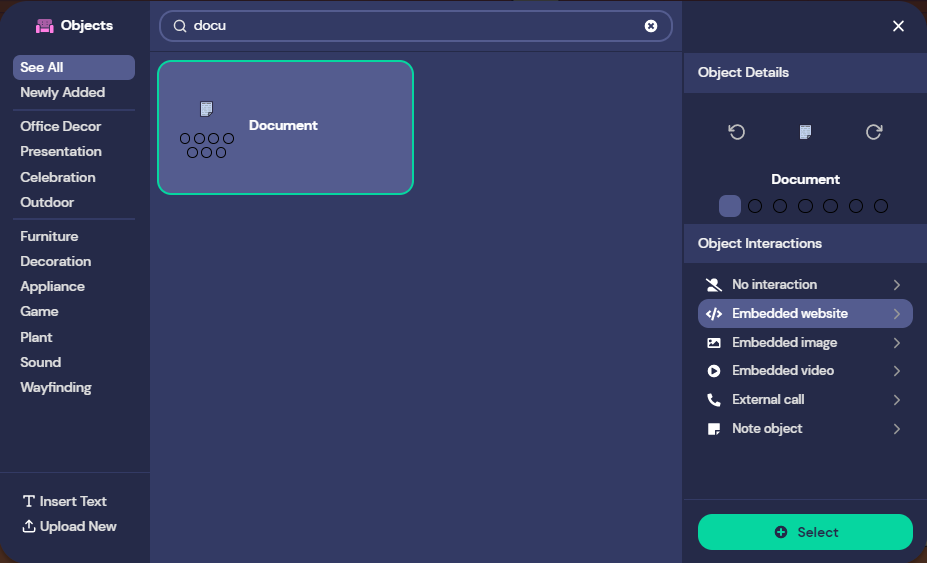 Objects
See All
Newly Added
Office Decor
Presentation
Celebration
Outdoor
Furniture
Decoration
Appliance
Game
Plant
Sound
Wayfinding
Insert Text
Upload New
docu
Document
Object Details
Document
Object Interactions
No interaction
Embedded website
Embedded image
Embedded video
External call
Note object
Select